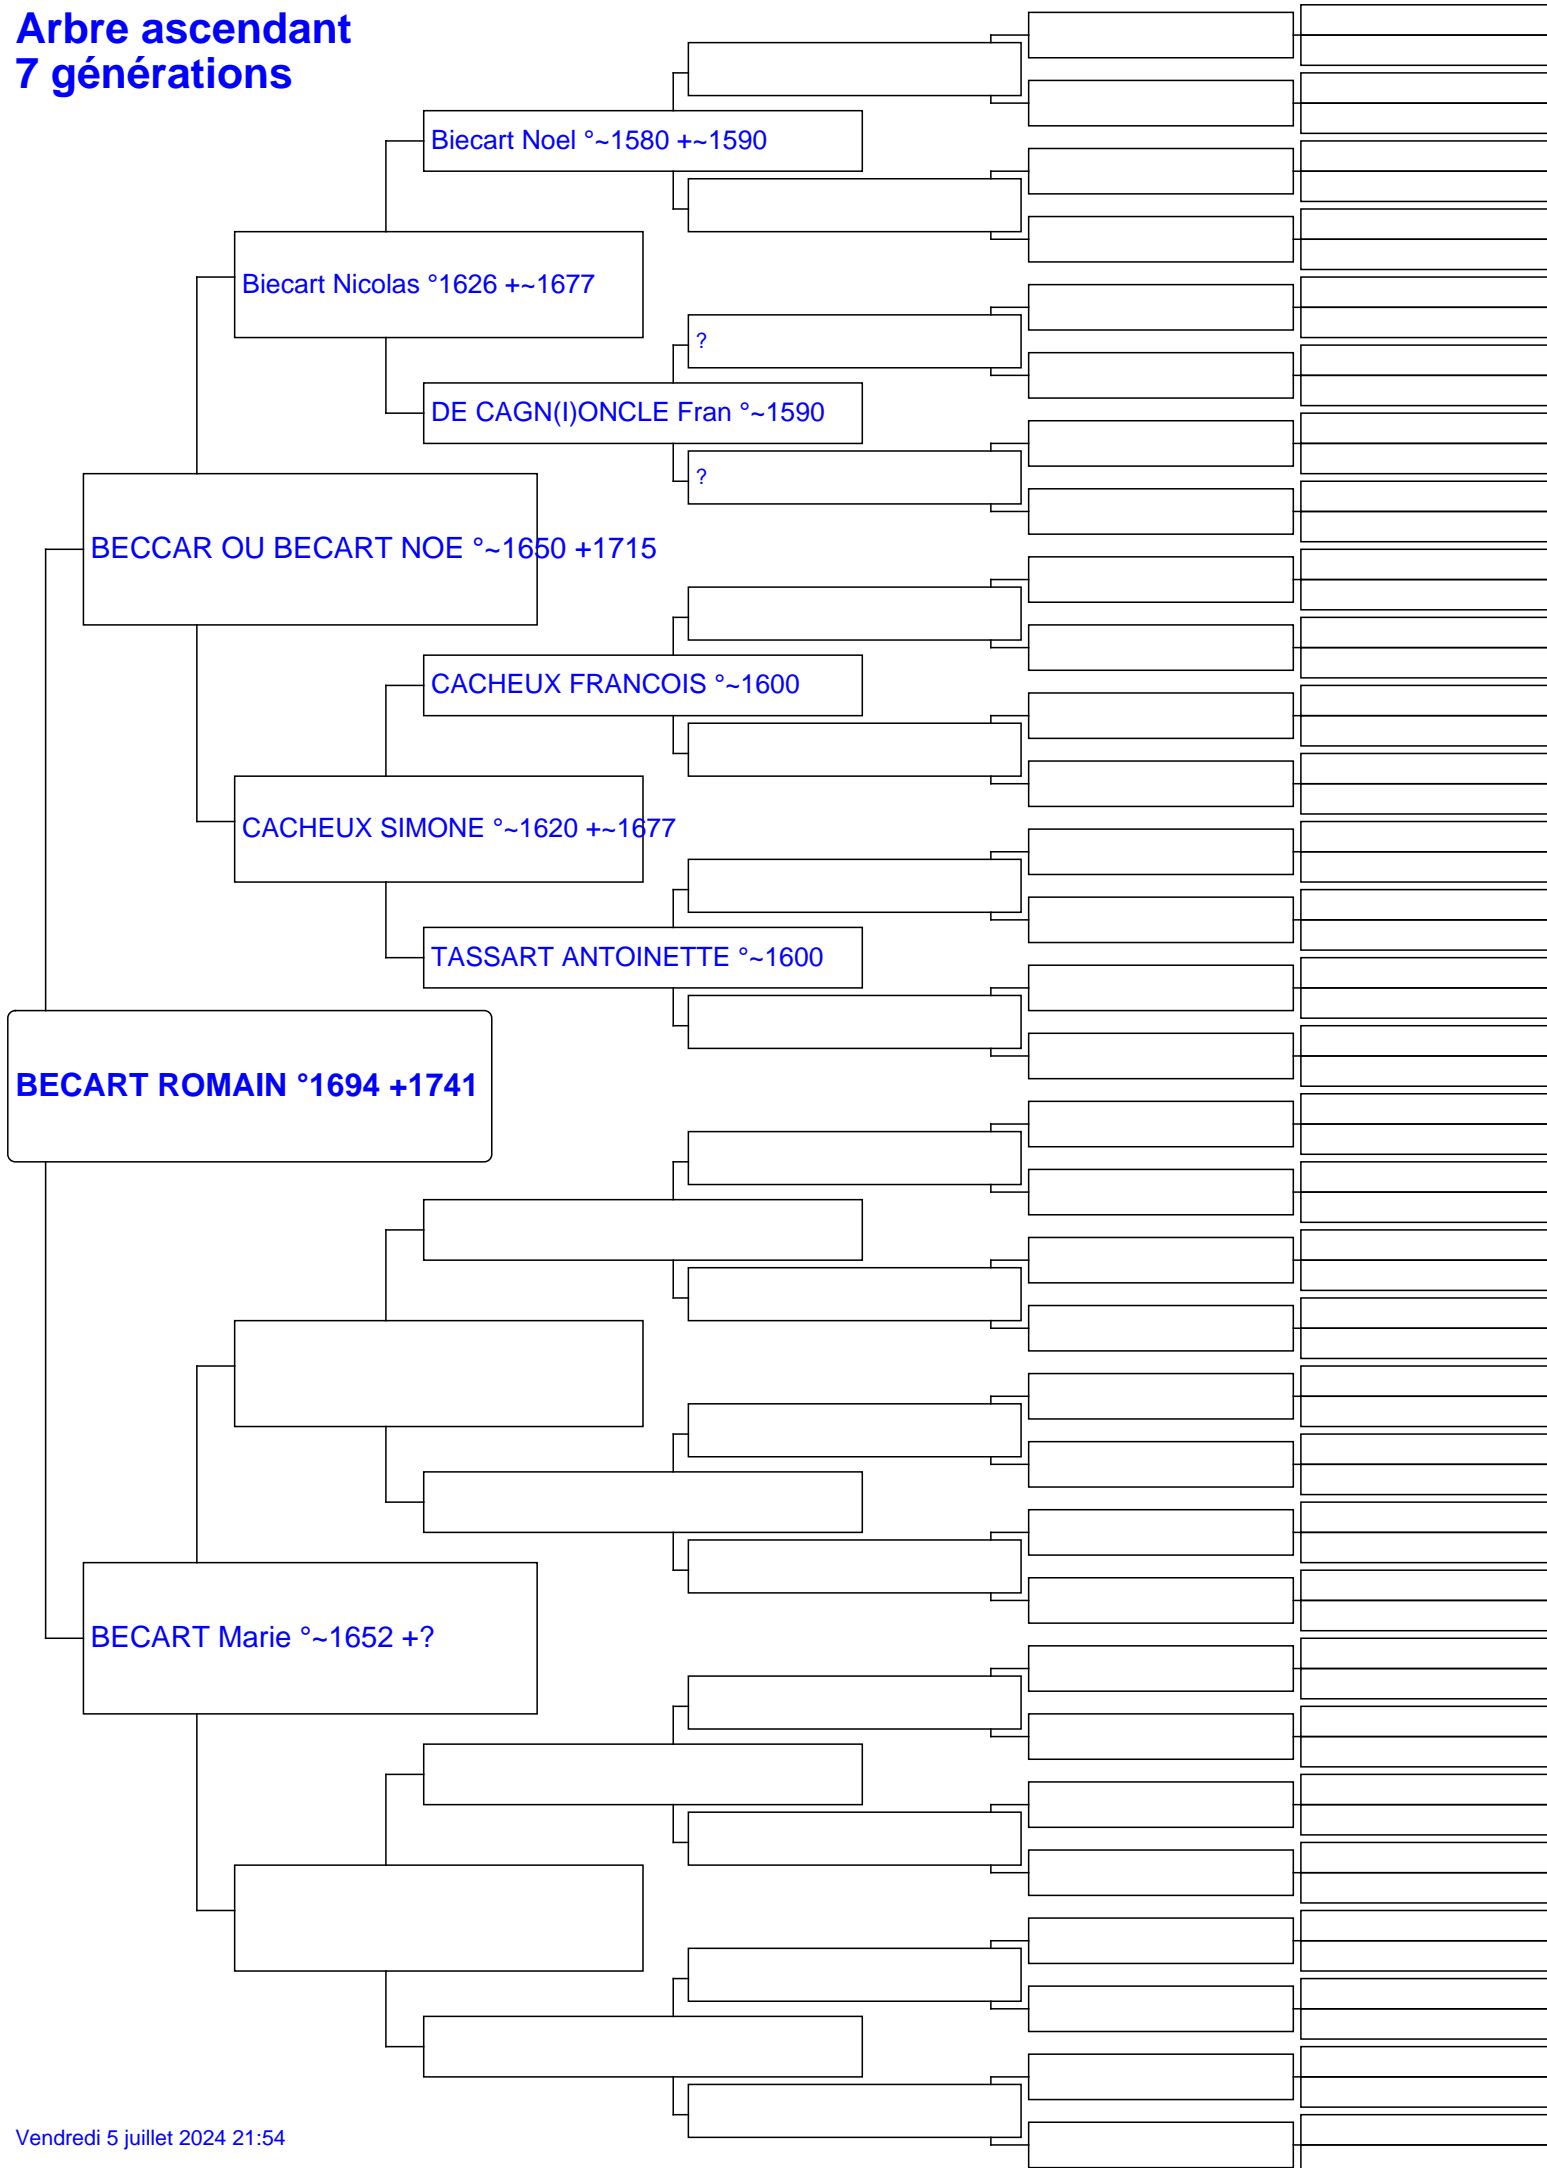 Arbre ascendant
7 générations
Biecart Noel °~1580 +~1590
Biecart Nicolas °1626 +~1677
?
DE CAGN(I)ONCLE Fran °~1590
?
BECCAR OU BECART NOE °~1650 +1715
CACHEUX FRANCOIS °~1600
CACHEUX SIMONE °~1620 +~1677
TASSART ANTOINETTE °~1600
BECART ROMAIN °1694 +1741
BECART Marie °~1652 +?
Vendredi 5 juillet 2024 21:54